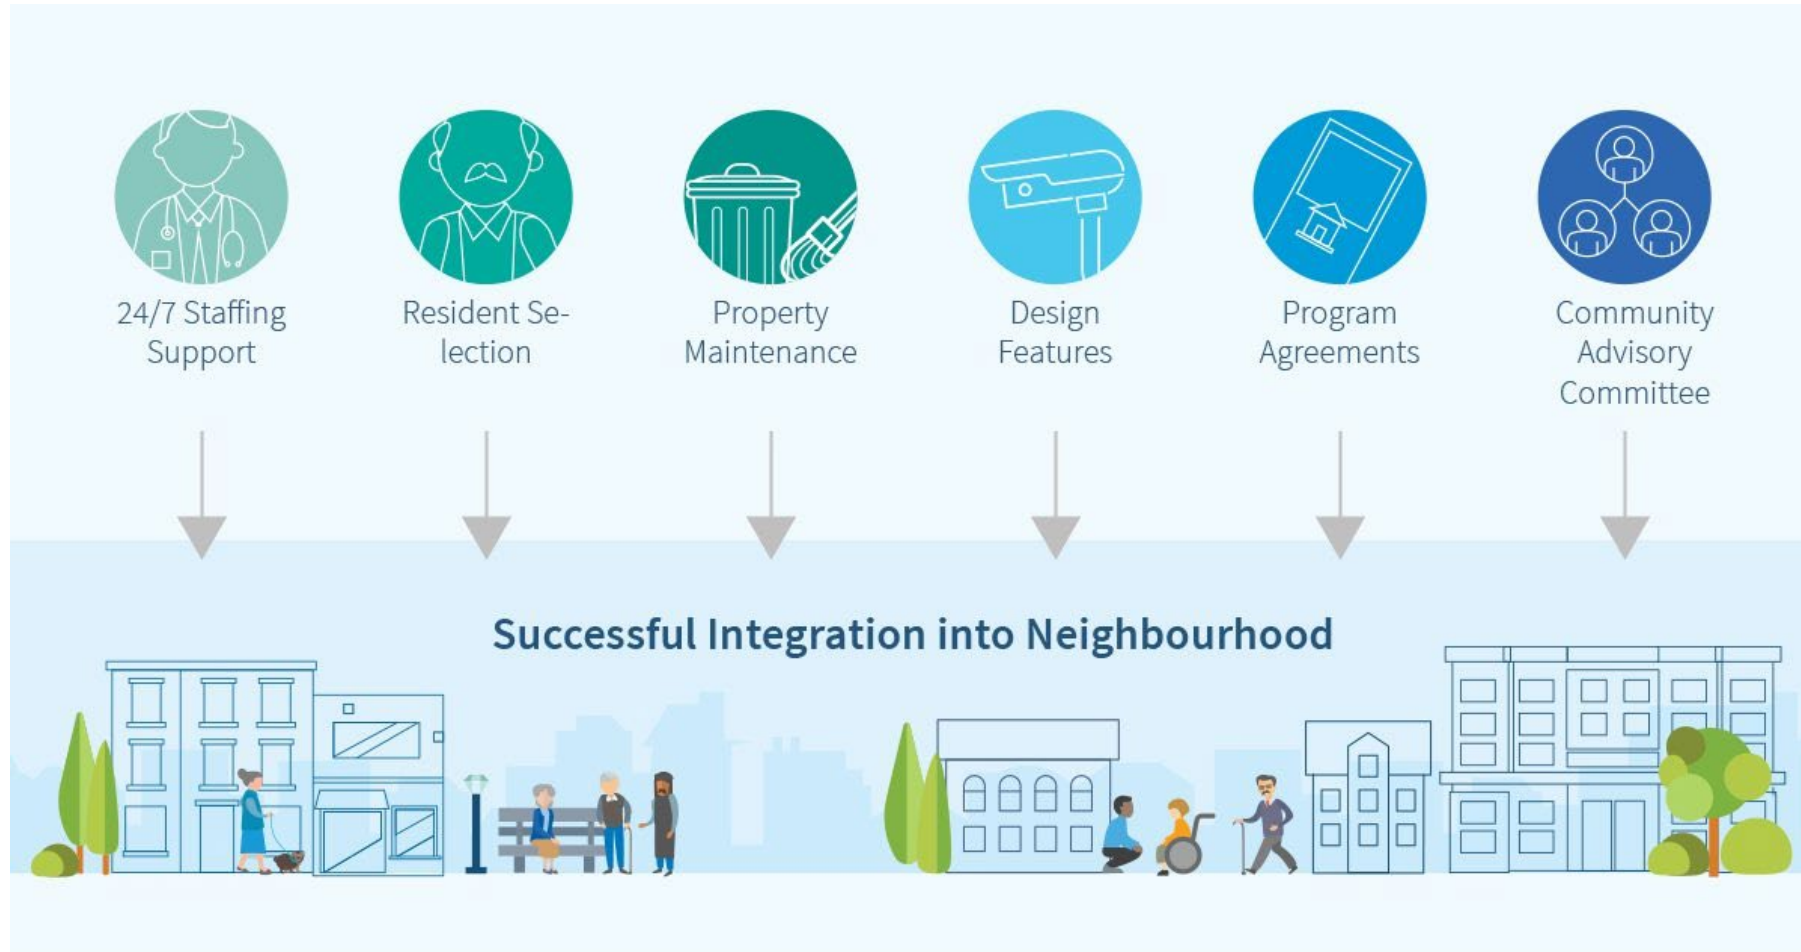 24/7 Staffing
Support
Resident Se-
lection
Property
Maintenance
Design
Features
Program
Agreements
Community
Advisory
Committee
Successful Integration into Neighbourhood